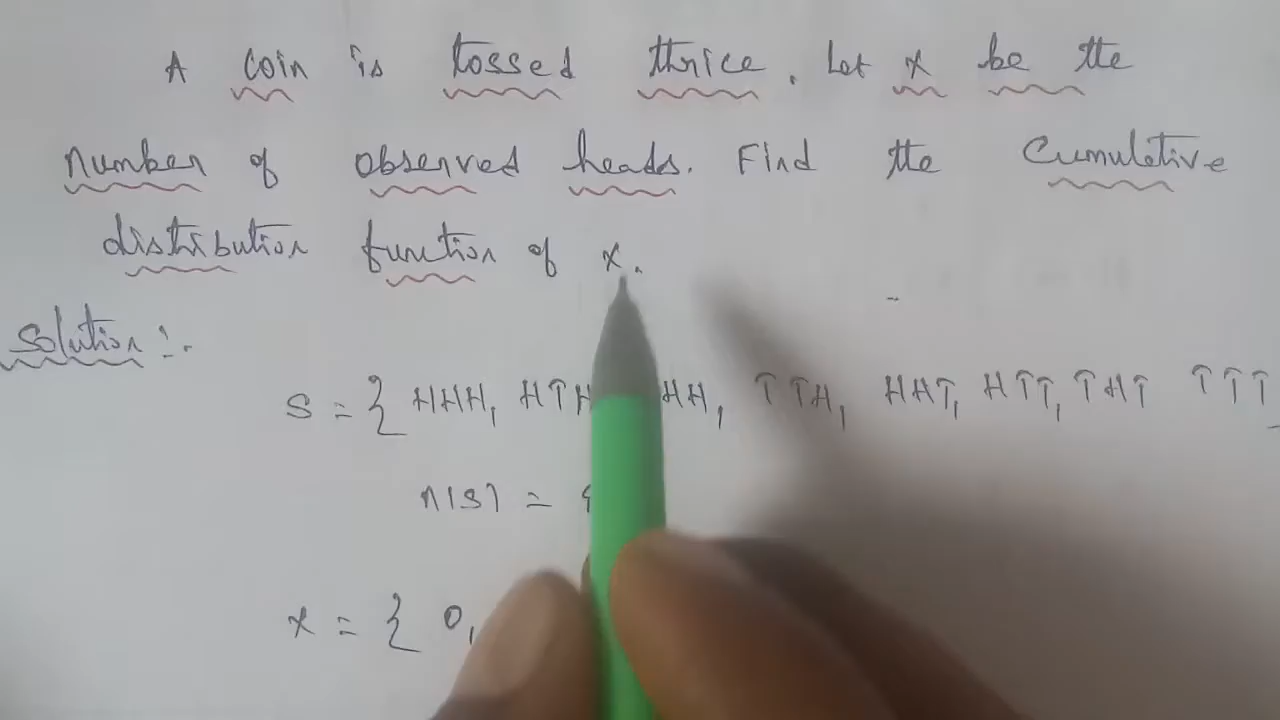 A coin is tossed thrice. Let x be the
Number of observed heads. Find the Cumulative
distribution function of x.
Solution :-
S = { HHH, HTH HH, TTH, HHT, HTT, THT TTT
n(S) =
x = { 0,